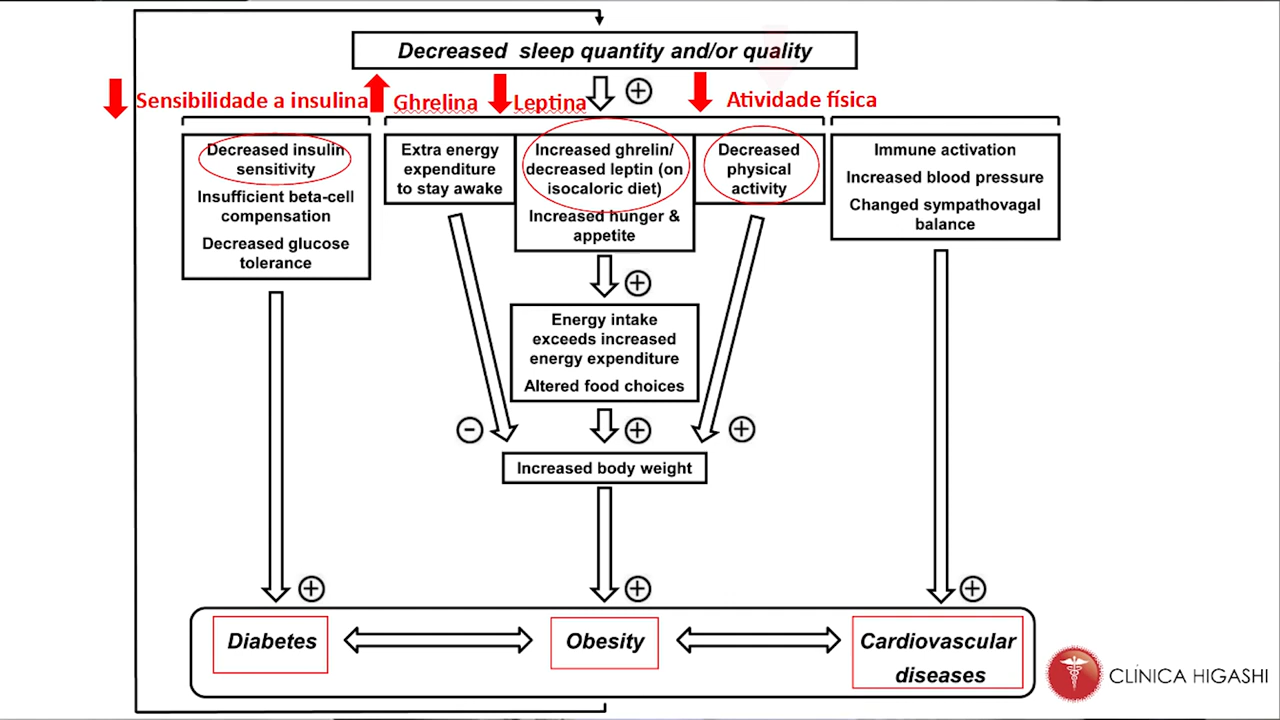 Decreased sleep quantity and/or quality
Sensibilidade a insulina
Ghrelina
Leptina
Atividade física
Decreased insulin
sensitivity
Insufficient beta-cell
compensation
Decreased glucose
tolerance
Extra energy
expenditure
to stay awake
Increased ghrelin/
decreased leptin (on
isocaloric diet)
Increased hunger &
appetite
Decreased
physical
activity
Immune activation
Increased blood pressure
Changed sympathovagal
balance
Energy intake
exceeds increased
energy expenditure
Altered food choices
Increased body weight
Diabetes
Obesity
Cardiovascular
diseases
CLÍNICA HIGASHI